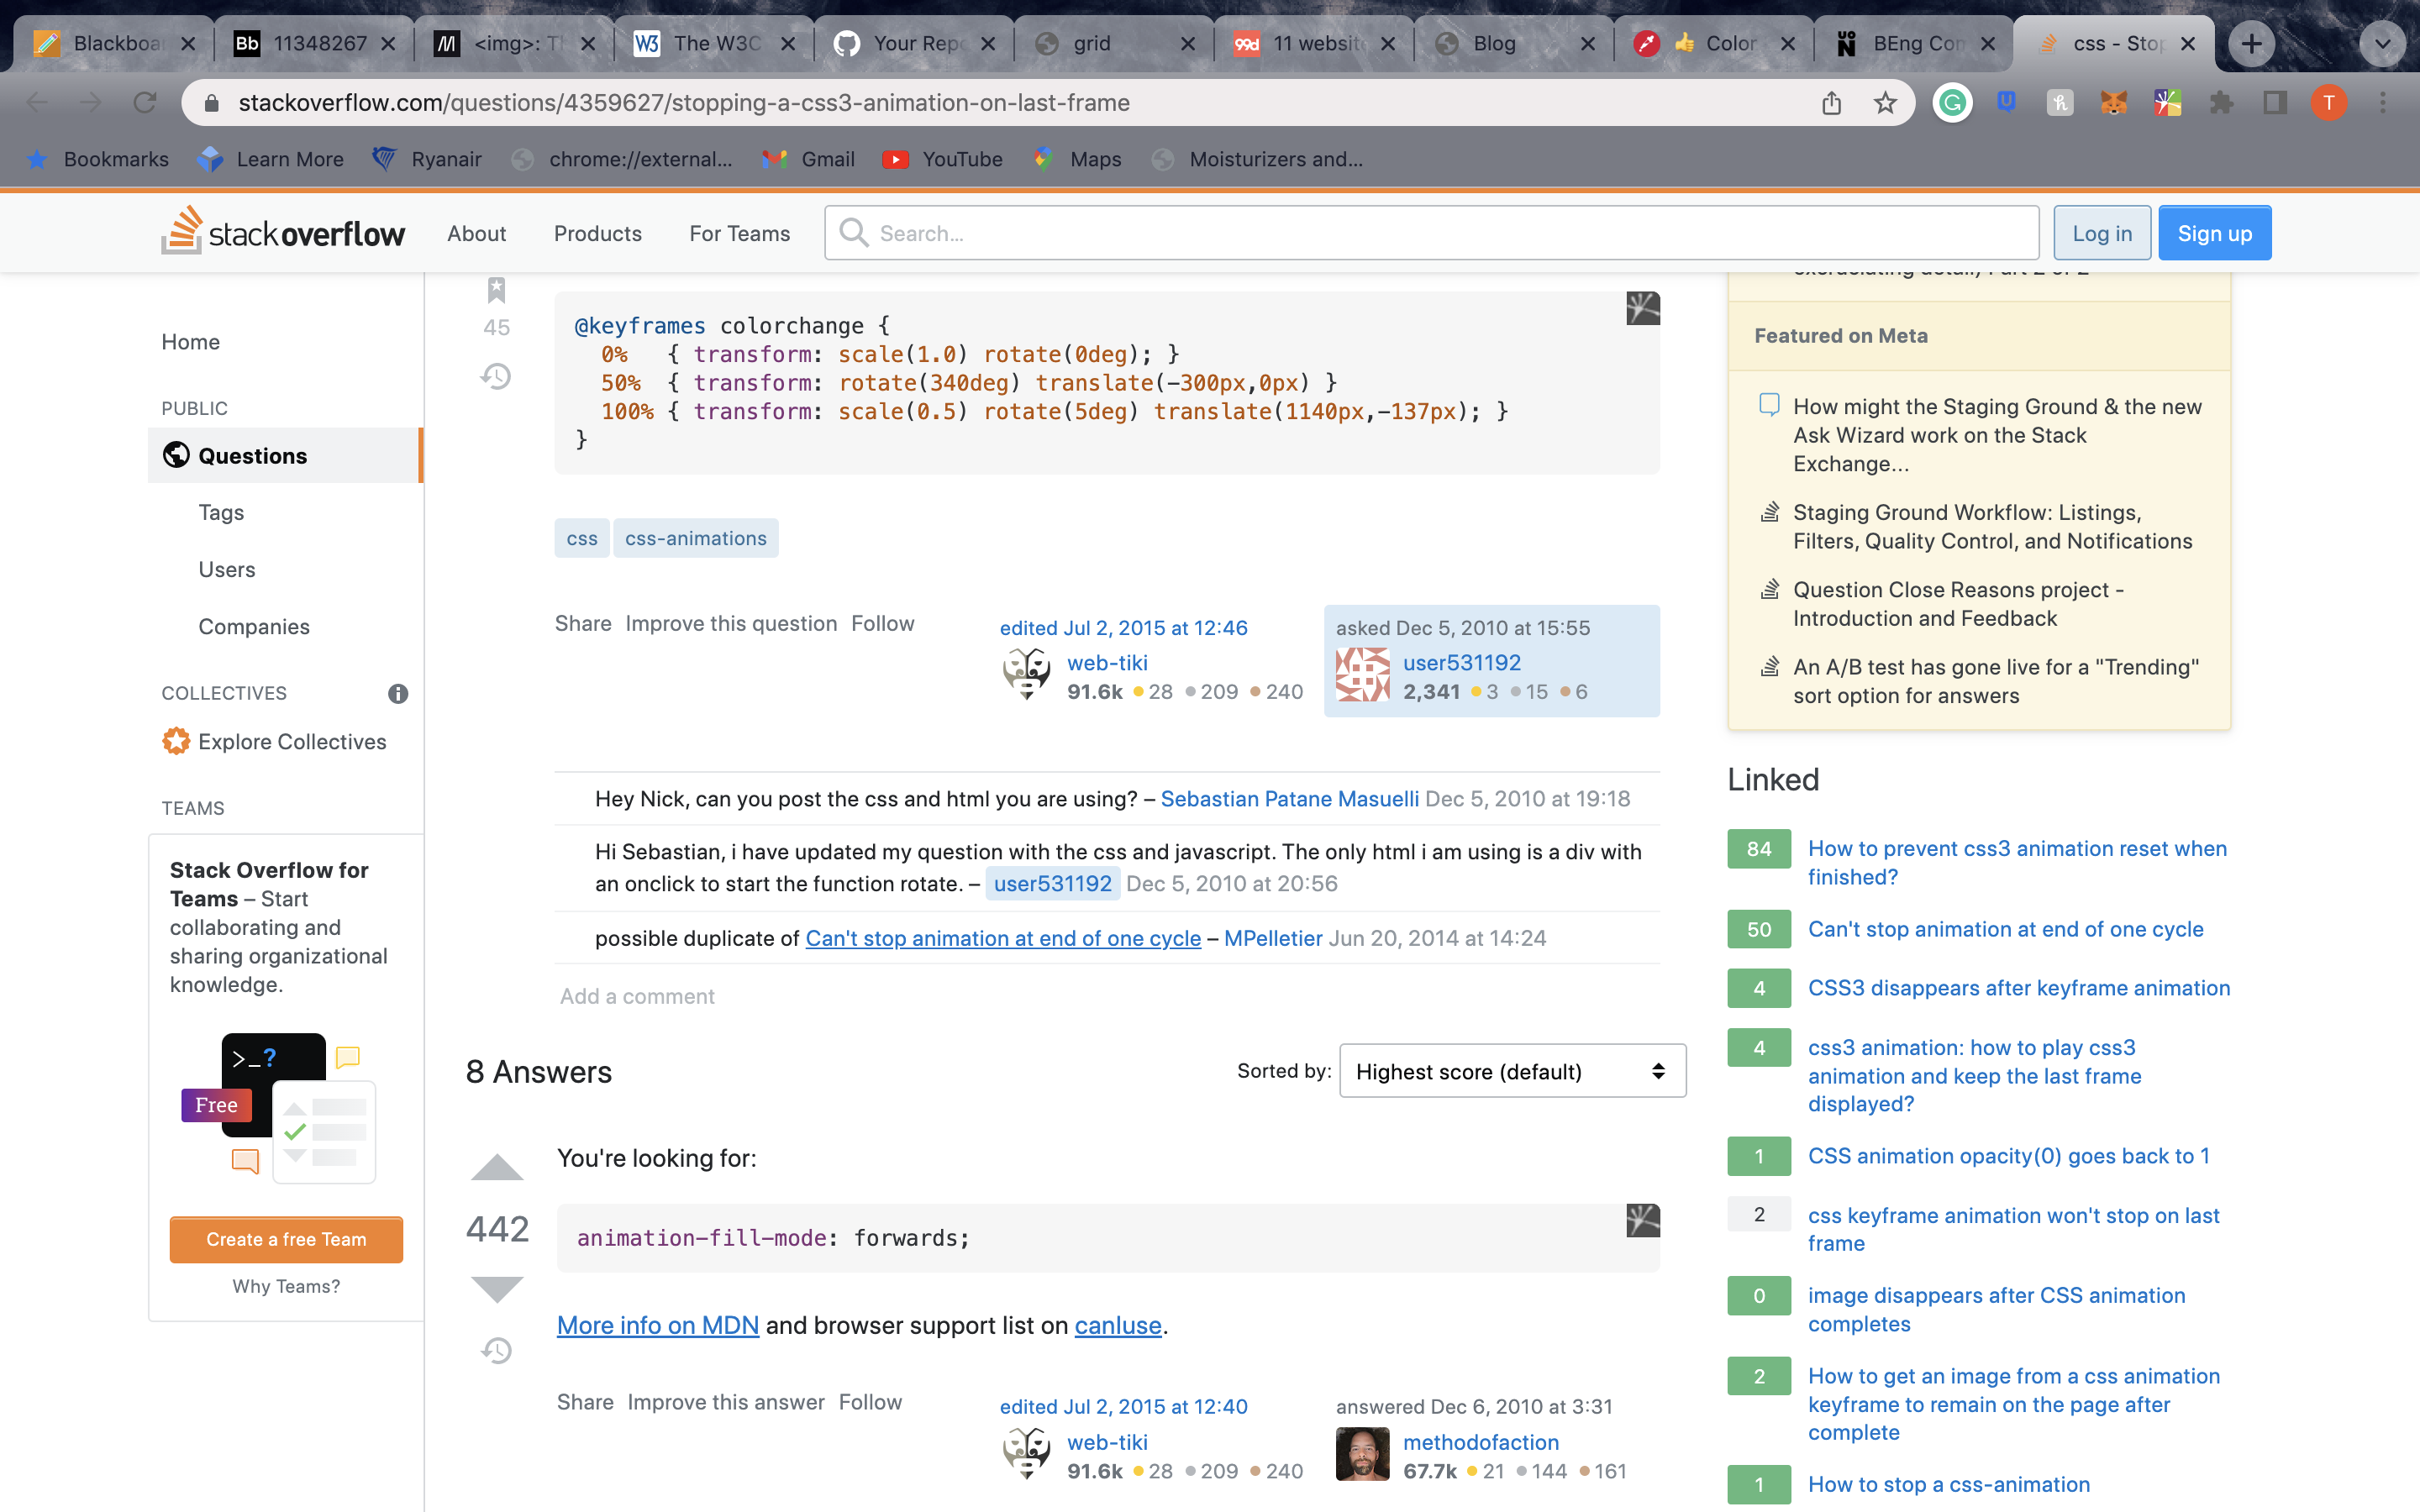 Blackboa
11348267
<img>: T
The W3C
Your Rep
grid
11 websit
Blog
Color
BEng Con
css - Stop
stackoverflow.com/questions/4359627/stopping-a-css3-animation-on-last-frame
Bookmarks
Learn More
Ryanair
chrome://external...
Gmail
YouTube
Maps
Moisturizers and...
stackoverflow
About
Products
For Teams
Search...
Log in
Sign up
Home
PUBLIC
Questions
Tags
Users
Companies
COLLECTIVES
Explore Collectives
TEAMS
Stack Overflow for
Teams – Start
collaborating and
sharing organizational
knowledge.
>_?
Free
Create a free Team
Why Teams?
45
@keyframes colorchange {
0% { transform: scale(1.0) rotate(0deg); }
50% { transform: rotate(340deg) translate(-300px,0px) }
100% { transform: scale(0.5) rotate(5deg) translate(1140px,-137px); }
}
css
css-animations
Share Improve this question Follow
edited Jul 2, 2015 at 12:46
web-tiki
91.6k 28 209 240
asked Dec 5, 2010 at 15:55
user531192
2,341 3 15 6
Hey Nick, can you post the css and html you are using? – Sebastian Patane Masuelli Dec 5, 2010 at 19:18
Hi Sebastian, i have updated my question with the css and javascript. The only html i am using is a div with
an onclick to start the function rotate. – user531192 Dec 5, 2010 at 20:56
possible duplicate of Can't stop animation at end of one cycle – MPelletier Jun 20, 2014 at 14:24
Add a comment
8 Answers
Sorted by:
Highest score (default)
442
You're looking for:
animation-fill-mode: forwards;
More info on MDN and browser support list on canIuse.
Share Improve this answer Follow
edited Jul 2, 2015 at 12:40
web-tiki
91.6k 28 209 240
answered Dec 6, 2010 at 3:31
methodofaction
67.7k 21 144 161
Featured on Meta
How might the Staging Ground & the new
Ask Wizard work on the Stack
Exchange...
Staging Ground Workflow: Listings,
Filters, Quality Control, and Notifications
Question Close Reasons project -
Introduction and Feedback
An A/B test has gone live for a "Trending"
sort option for answers
Linked
84 How to prevent css3 animation reset when
finished?
50 Can't stop animation at end of one cycle
4 CSS3 disappears after keyframe animation
4 css3 animation: how to play css3
animation and keep the last frame
displayed?
1 CSS animation opacity(0) goes back to 1
2 css keyframe animation won't stop on last
frame
0 image disappears after CSS animation
completes
2 How to get an image from a css animation
keyframe to remain on the page after
complete
1 How to stop a css-animation